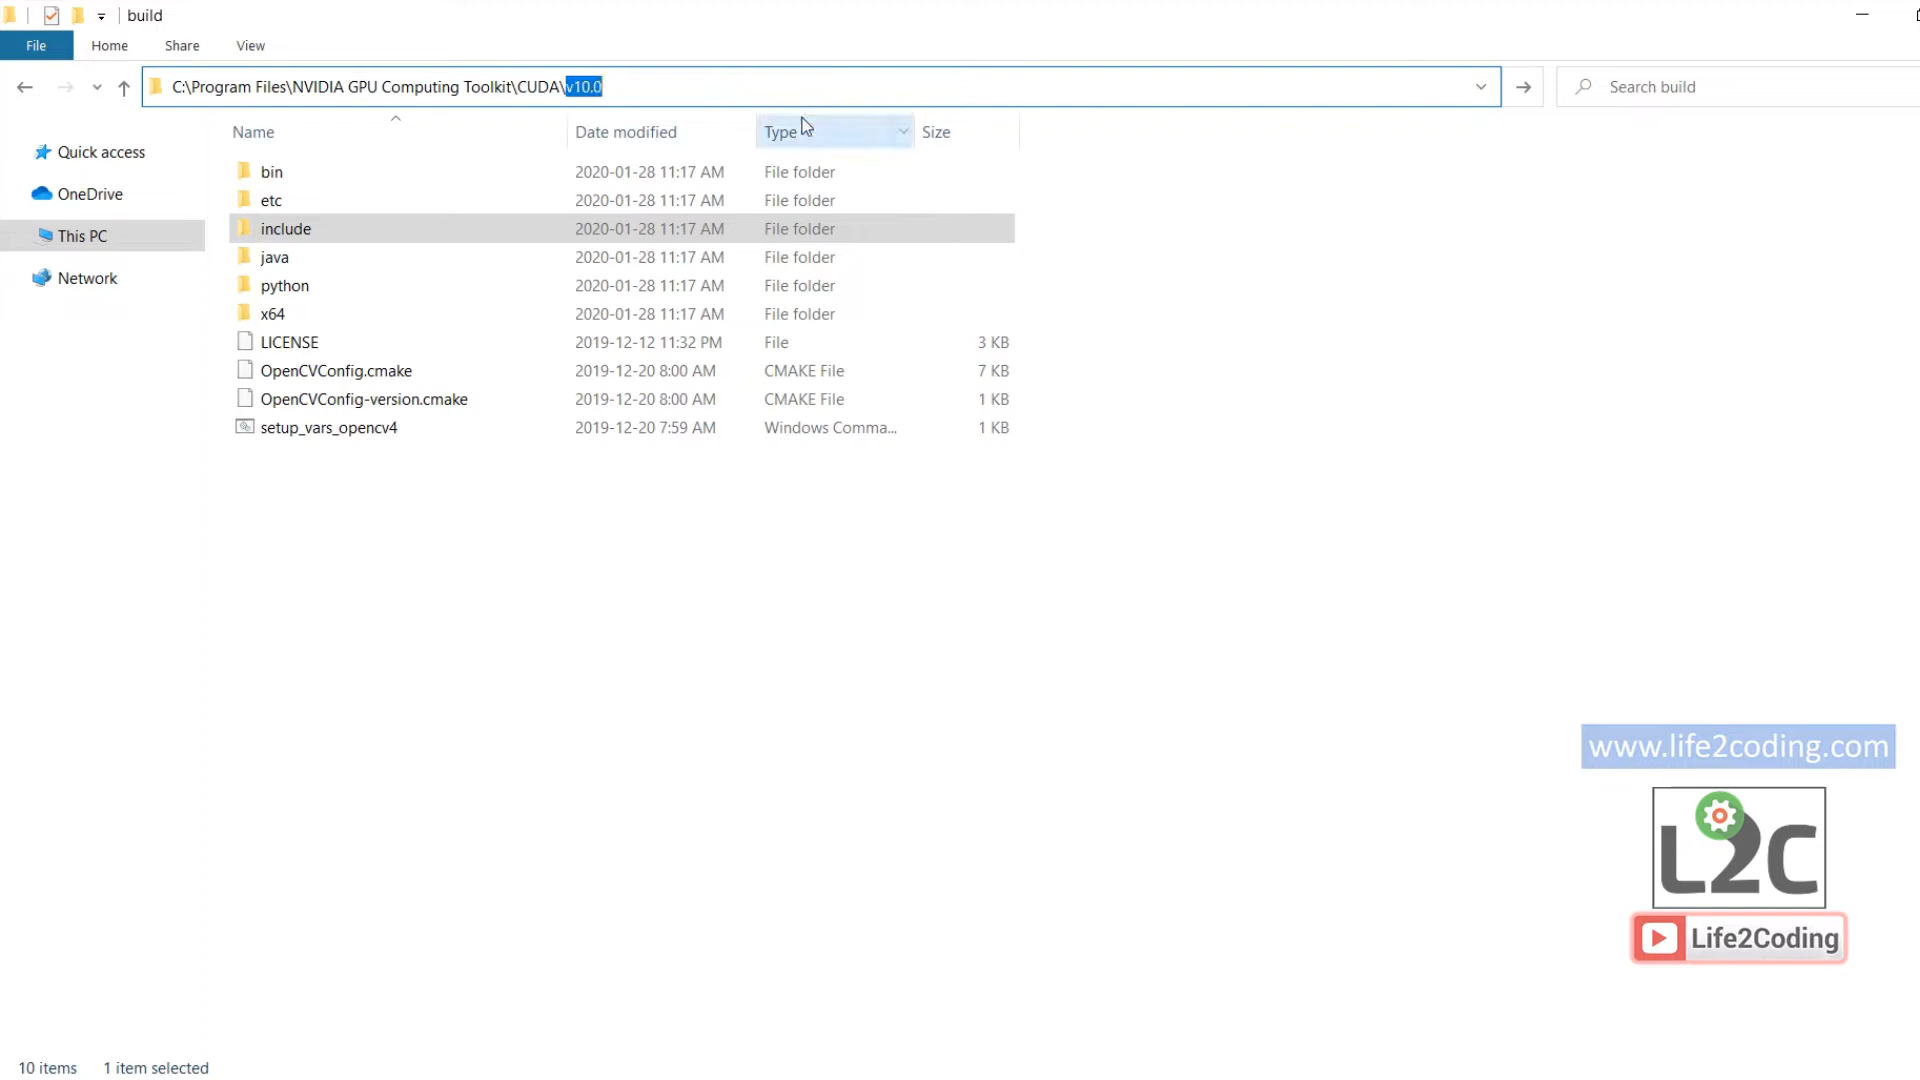 build
File Home Share View
C:\Program Files\NVIDIA GPU Computing Toolkit\CUDA\v10.0
Search build
Name Date modified Type Size
Quick access
OneDrive
This PC
Network
bin 2020-01-28 11:17 AM File folder
etc 2020-01-28 11:17 AM File folder
include 2020-01-28 11:17 AM File folder
java 2020-01-28 11:17 AM File folder
python 2020-01-28 11:17 AM File folder
x64 2020-01-28 11:17 AM File folder
LICENSE 2019-12-12 11:32 PM File 3 KB
OpenCVConfig.cmake 2019-12-20 8:00 AM CMAKE File 7 KB
OpenCVConfig-version.cmake 2019-12-20 8:00 AM CMAKE File 1 KB
setup_vars_opencv4 2019-12-20 7:59 AM Windows Comma... 1 KB
www.life2coding.com
L2C
Life2Coding
10 items 1 item selected